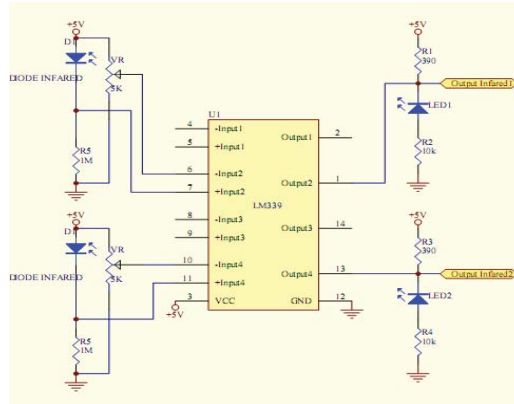 +5V
D1
VR
DIODE INFARED
5K
R5
1M
+5V
D1
VR
DIODE INFARED
5K
R5
1M
U1
4 -Input1
5 +Input1
6 -Input2
7 +Input2
8 -Input3
9 +Input3
10 -Input4
11 +Input4
3 VCC
+5V
LM339
Output1 2
Output2 1
Output3 14
Output4 13
GND 12
+5V
R1
390
Output Infared1
LED1
R2
10k
+5V
R3
390
Output Infared2
LED2
R4
10k